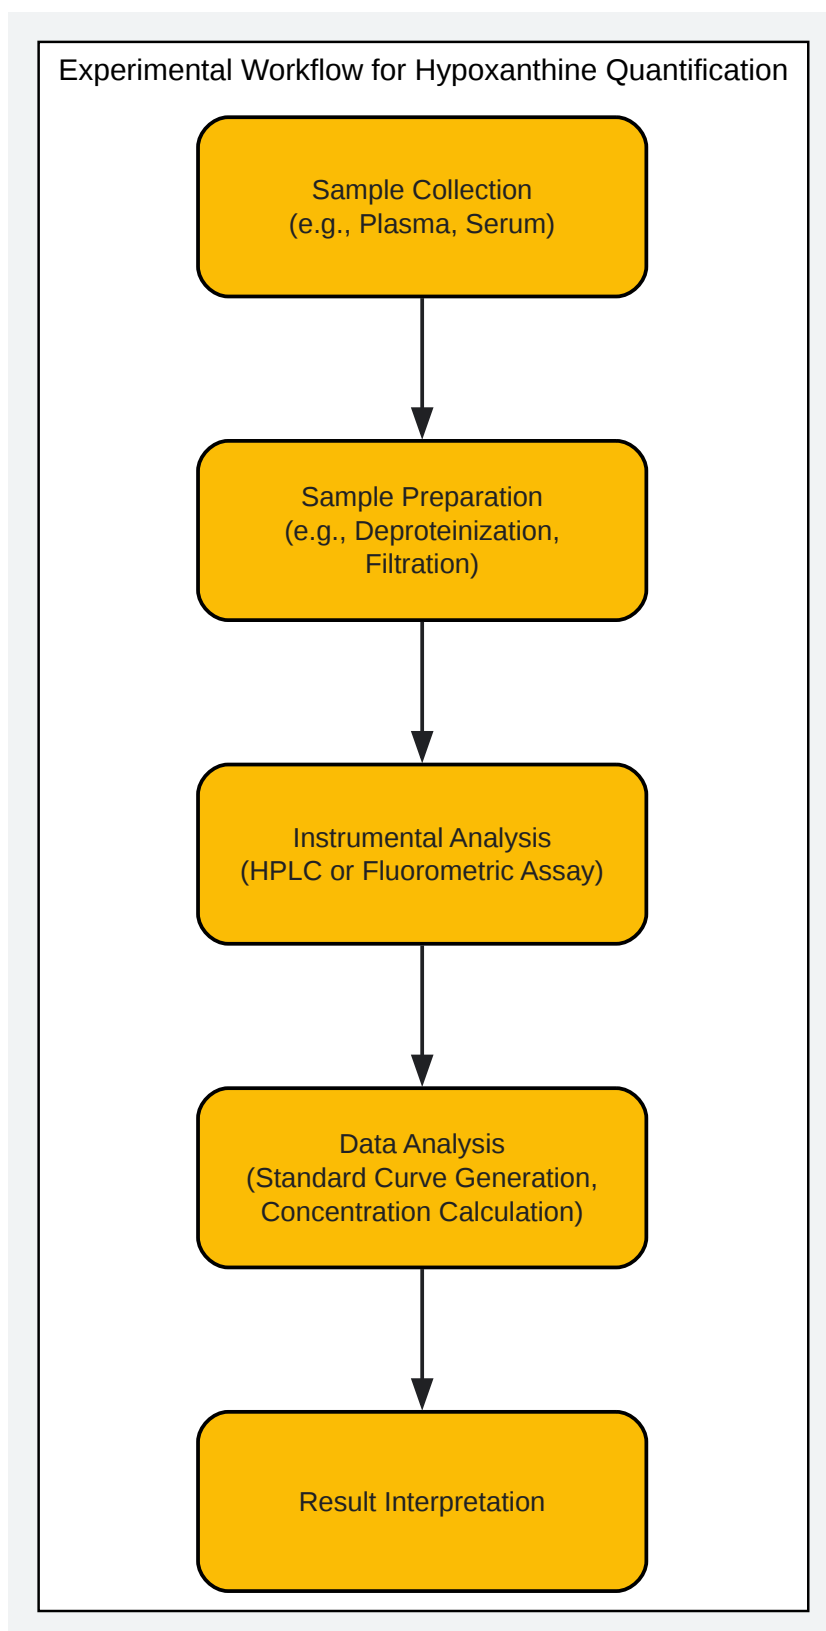 Experimental Workflow for Hypoxanthine Quantification
Sample Collection
(e.g., Plasma, Serum)
Sample Preparation
(e.g., Deproteinization,
Filtration)
Instrumental Analysis
(HPLC or Fluorometric Assay)
Data Analysis
(Standard Curve Generation,
Concentration Calculation)
Result Interpretation